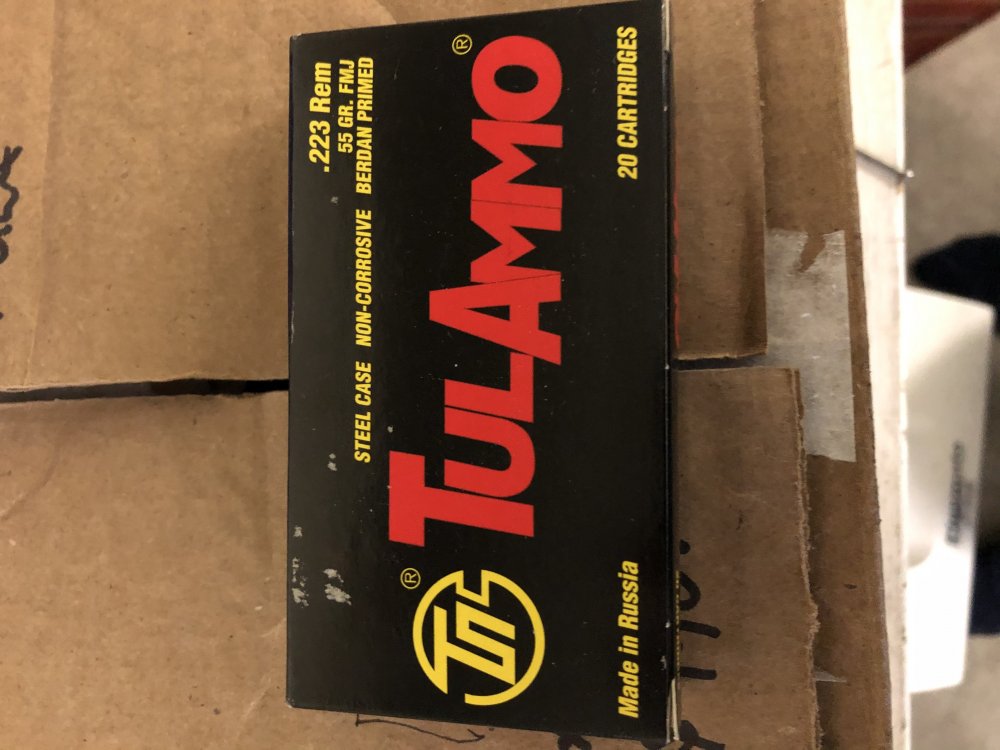 .223 Rem
55 GR. FMJ
STEEL CASE NON-CORROSIVE BERDAN PRIMED
® TULAMMO ®
Made in Russia 20 CARTRIDGES